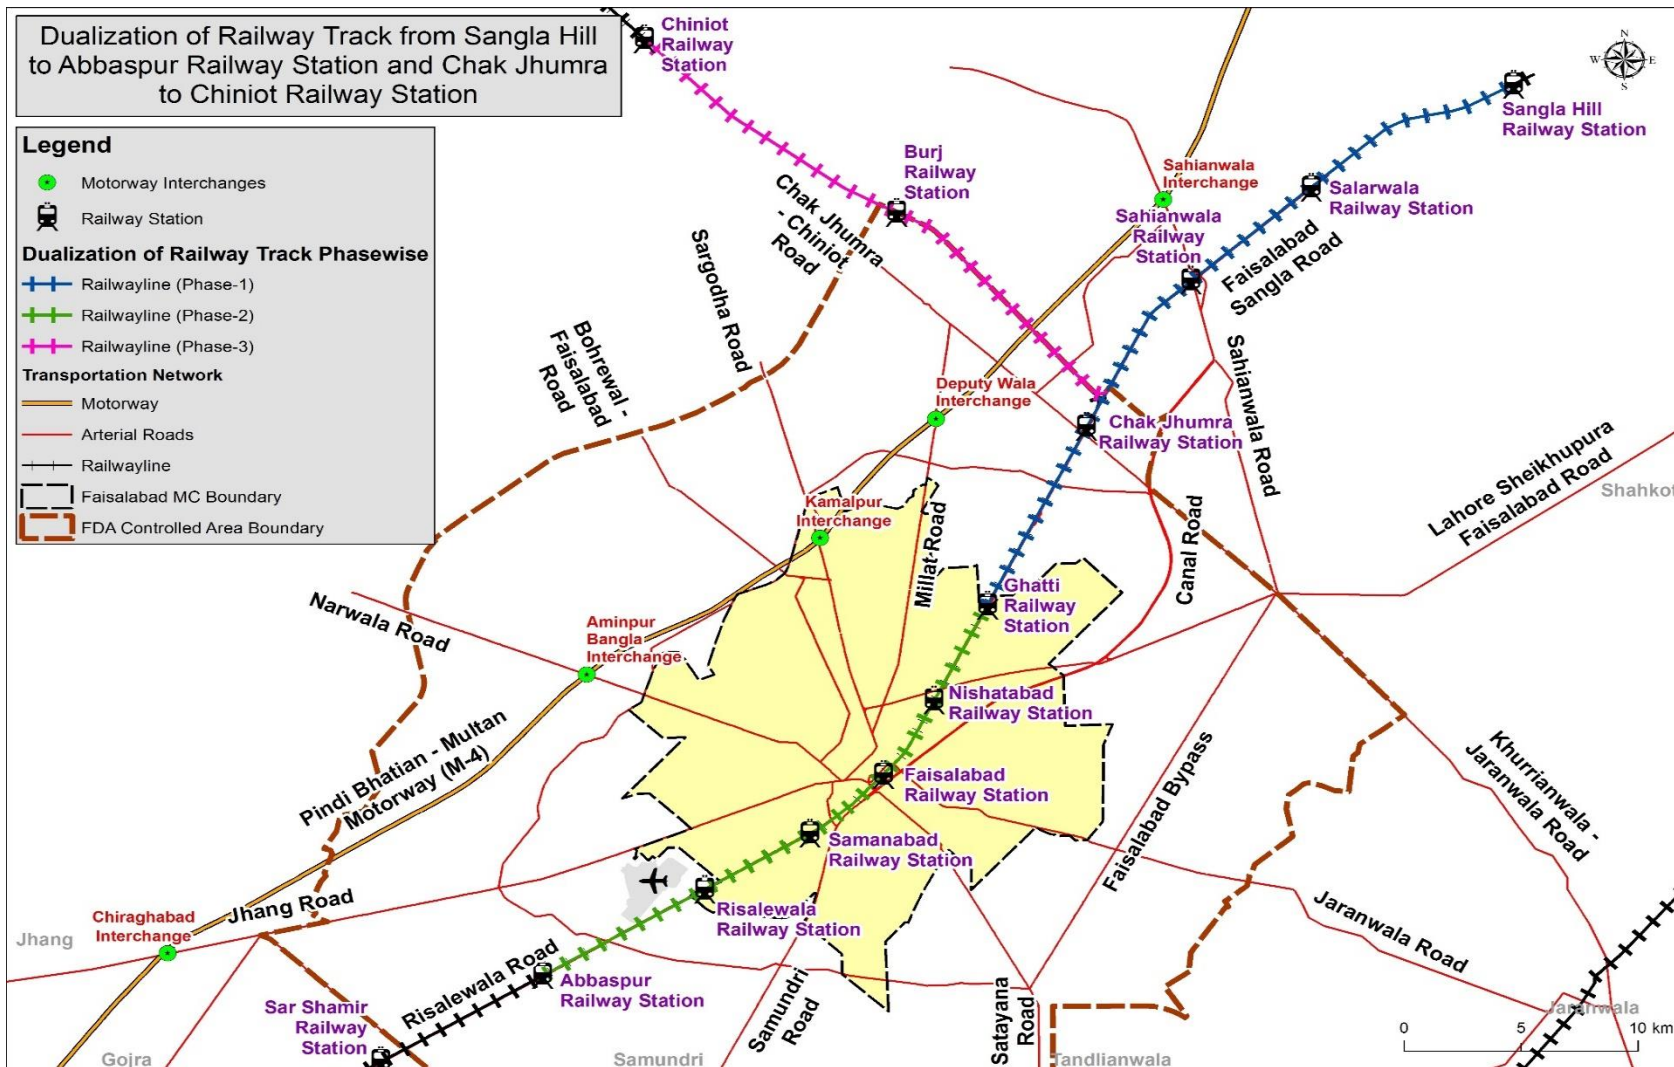 Dualization of Railway Track from Sangla Hill
to Abbaspur Railway Station and Chak Jhumra
to Chiniot Railway Station
Legend
Motorway Interchanges
Railway Station
Dualization of Railway Track Phasewise
Railwayline (Phase-1)
Railwayline (Phase-2)
Railwayline (Phase-3)
Transportation Network
Motorway
Arterial Roads
Railwayline
Faisalabad MC Boundary
FDA Controlled Area Boundary
Chiniot
Railway
Station
N
W
E
S
Sangla Hill
Railway Station
Burj
Railway
Station
Sahianwala
Interchange
Salarwala
Railway Station
Sahianwala
Railway
Station
Chak Jhumra
- Chiniot
Road
Faisalabad
Sangla Road
Sargodha Road
Bohrewal -
Faisalabad
Road
Sahianwala Road
Deputy Wala
Interchange
Chak Jhumra
Railway Station
Lahore Sheikhupura
Faisalabad Road
Shahkot
Kamalpur
Interchange
Millat Road
Canal Road
Ghatti
Railway
Station
Narwala Road
Aminpur
Bangla
Interchange
Nishatabad
Railway Station
Pindi Bhatian - Multan
Motorway (M-4)
Faisalabad
Railway Station
Faisalabad Bypass
Khurrianwala -
Jaranwala Road
Samanabad
Railway Station
Jhang Road
Chiraghabad
Interchange
Jhang
Risalewala
Railway Station
Jaranwala Road
Risalewala Road
Abbaspur
Railway Station
Sar Shamir
Railway
Station
Samundri
Road
Satayana
Road
Jaranwala
0 5 10 km
Gojra
Samundri
Tandlianwala